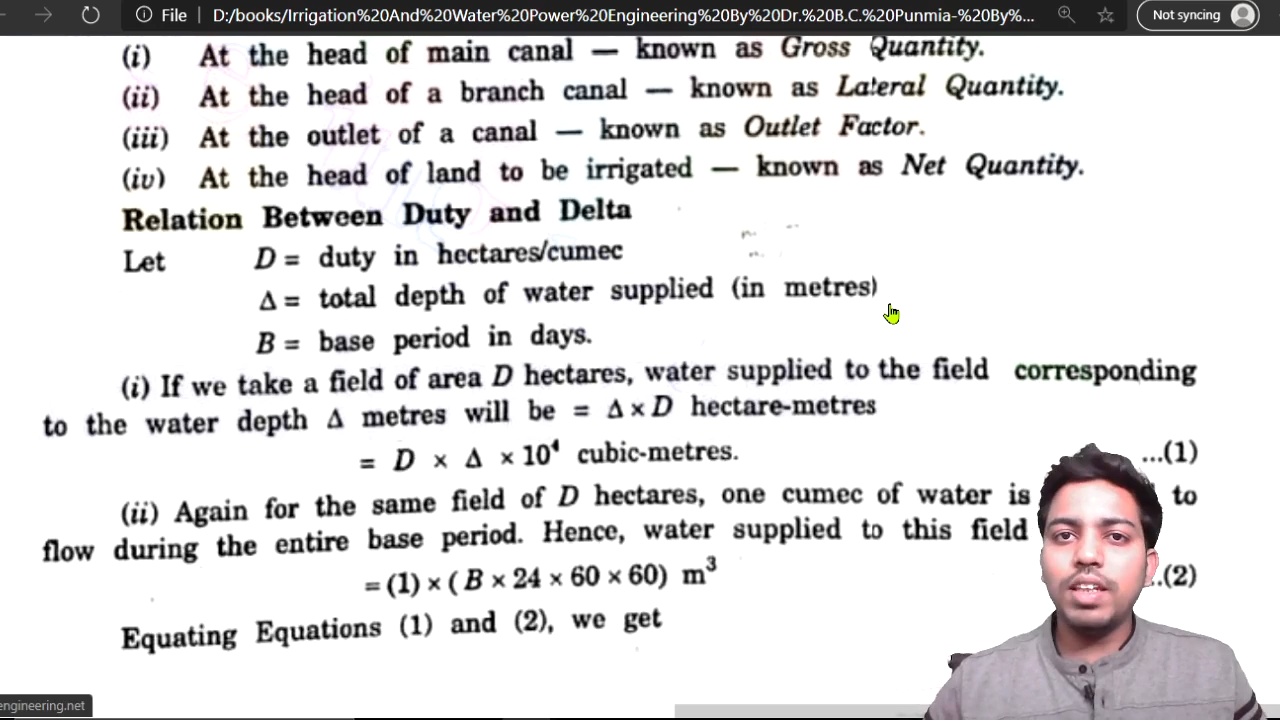 File D:/books/Irrigation%20And%20Water%20Power%20Engineering%20By%20Dr.%20B.C.%20Punmia-%20By%... Not syncing
(i) At the head of main canal — known as Gross Quantity.
(ii) At the head of a branch canal — known as Lateral Quantity.
(iii) At the outlet of a canal — known as Outlet Factor.
(iv) At the head of land to be irrigated — known as Net Quantity.
Relation Between Duty and Delta
Let D = duty in hectares/cumec
Δ = total depth of water supplied (in metres)
B = base period in days.
(i) If we take a field of area D hectares, water supplied to the field corresponding
to the water depth Δ metres will be = Δ × D hectare-metres
= D × Δ × 10⁴ cubic-metres. ...(1)
(ii) Again for the same field of D hectares, one cumec of water is to
flow during the entire base period. Hence, water supplied to this field
= (1) × ( B × 24 × 60 × 60) m³ ..(2)
Equating Equations (1) and (2), we get
engineering.net